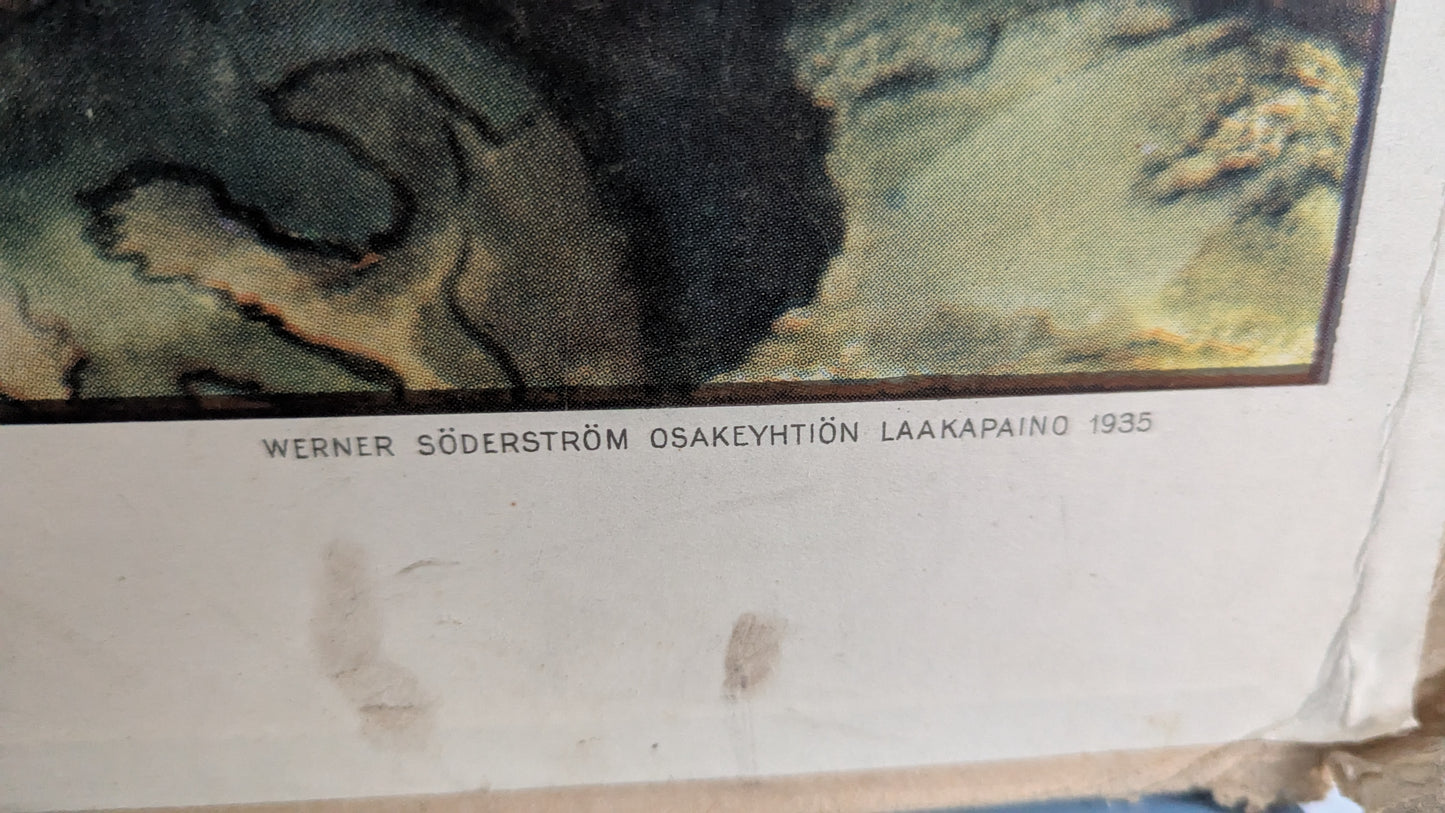 WERNER SÖDERSTRÖM OSAKEYHTIÖN LAAKAPAINO 1935